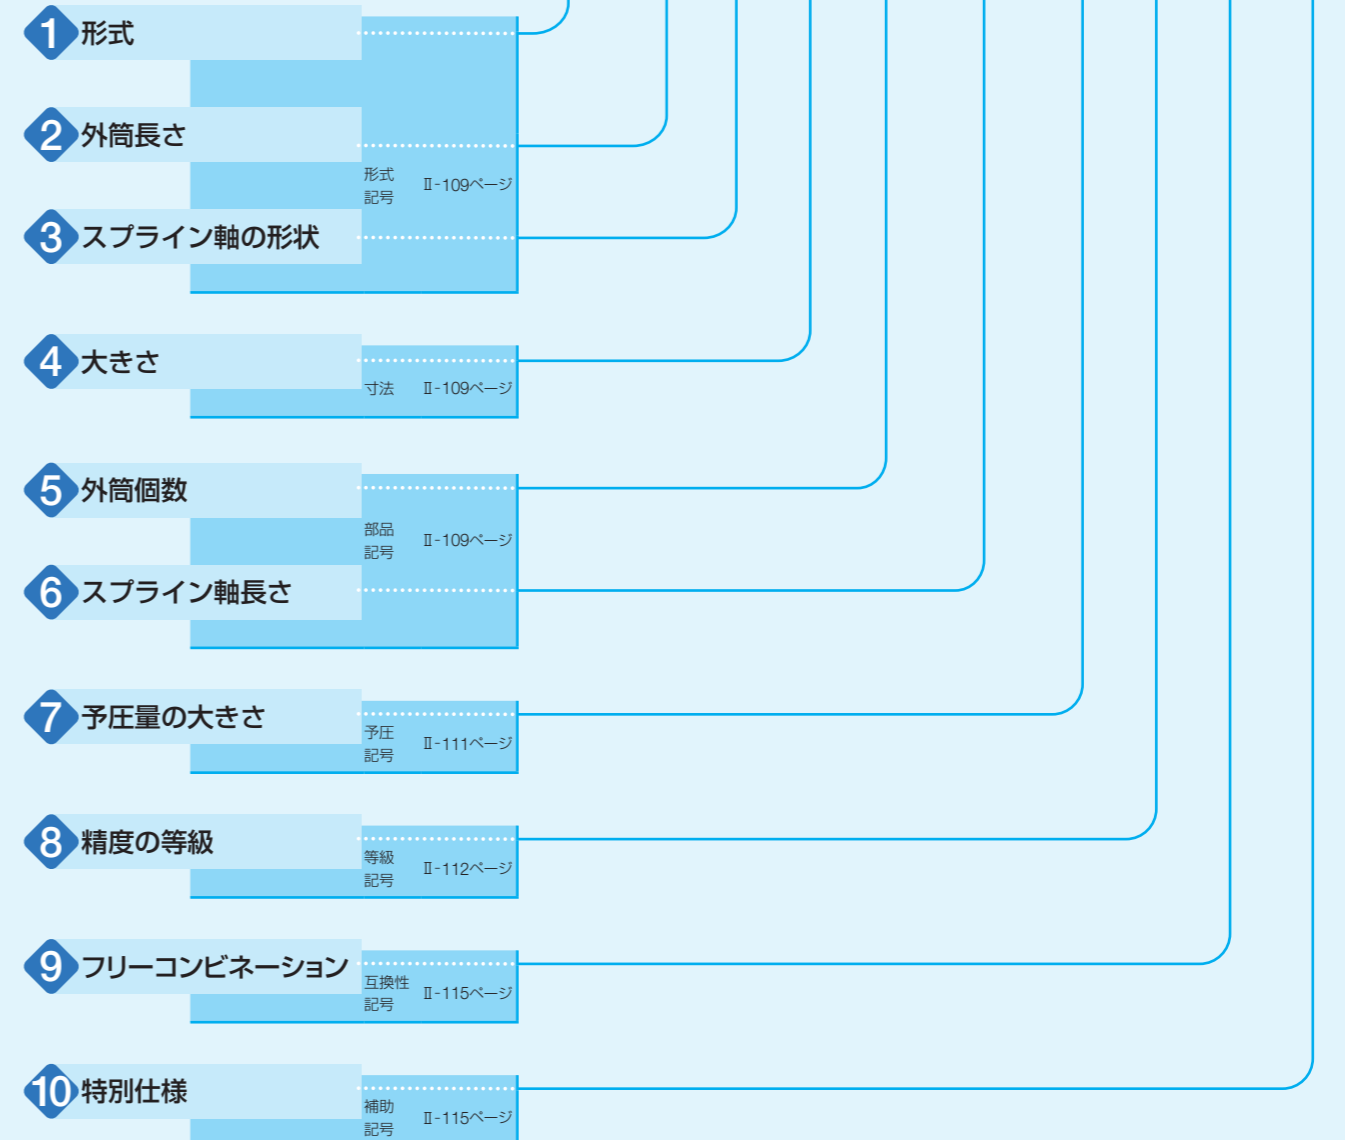 1 形式
2 外筒長さ
形式
記号 Ⅱ-109ページ
3 スプライン軸の形状
4 大きさ
寸法 Ⅱ-109ページ
5 外筒個数
部品
記号 Ⅱ-109ページ
6 スプライン軸長さ
7 予圧量の大きさ
予圧
記号 Ⅱ-111ページ
8 精度の等級
等級
記号 Ⅱ-112ページ
9 フリーコンビネーション
互換性
記号 Ⅱ-115ページ
10 特別仕様
補助
記号 Ⅱ-115ページ